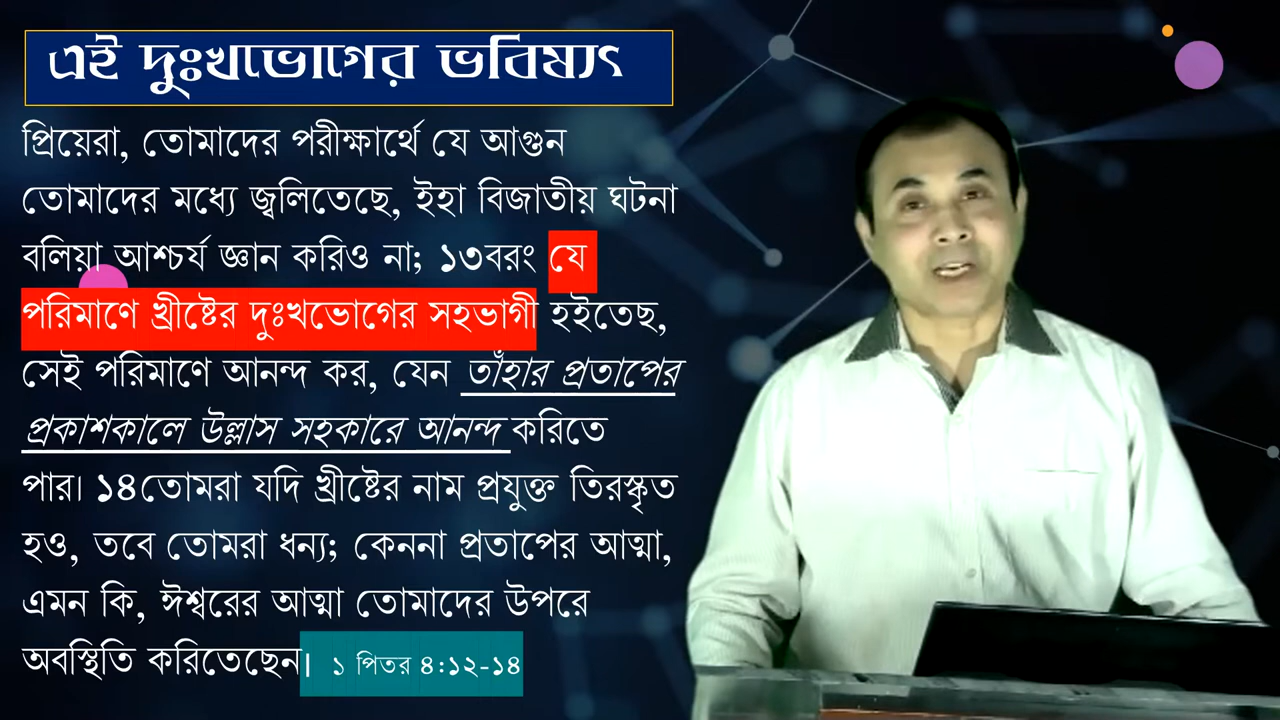 এই দুঃখভোগের ভবিষ্যৎ
প্রিয়েরা, তোমাদের পরীক্ষার্থে যে আগুন
তোমাদের মধ্যে জ্বলিতেছে, ইহা বিজাতীয় ঘটনা
বলিয়া আশ্চর্য জ্ঞান করিও না; ১৩বরং যে
পরিমাণে খ্রীষ্টের দুঃখভোগের সহভাগী হইতেছ,
সেই পরিমাণে আনন্দ কর, যেন তাঁহার প্রতাপের
প্রকাশকালে উল্লাস সহকারে আনন্দ করিতে
পার। ১৪তোমরা যদি খ্রীষ্টের নাম প্রযুক্ত তিরস্কৃত
হও, তবে তোমরা ধন্য; কেননা প্রতাপের আত্মা,
এমন কি, ঈশ্বরের আত্মা তোমাদের উপরে
অবস্থিতি করিতেছেন। ১ পিতর ৪:১২-১৪